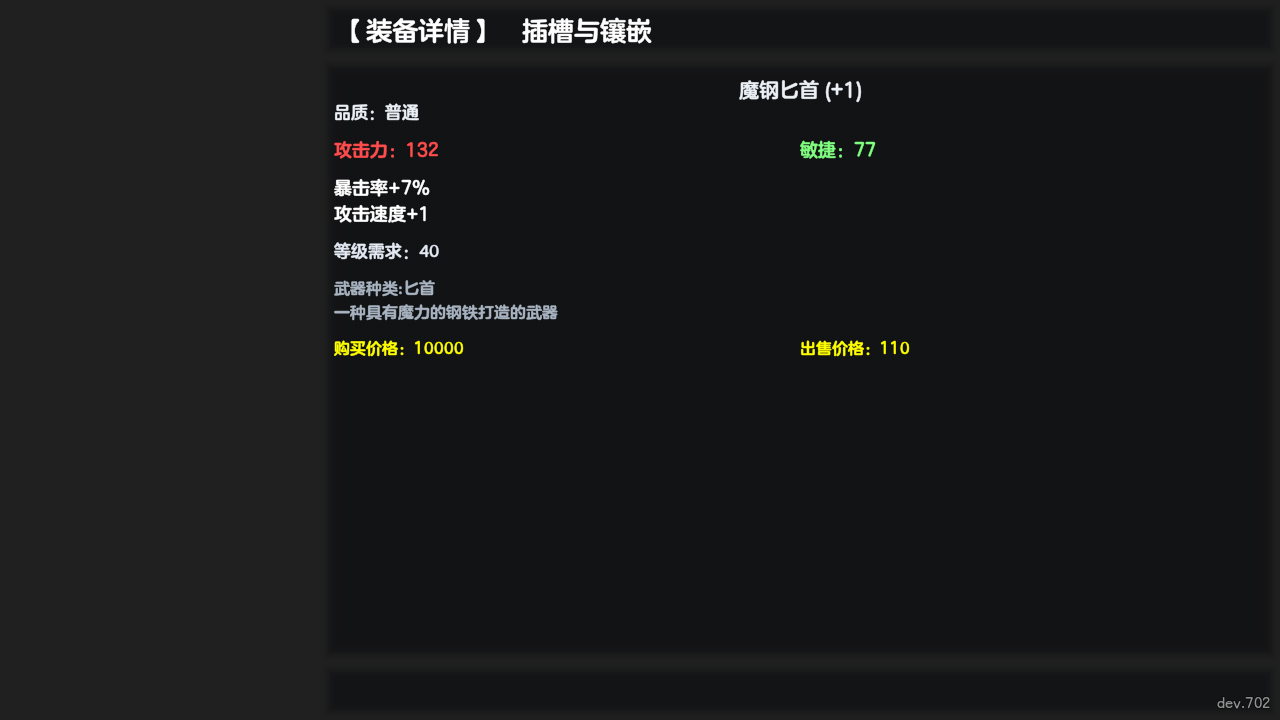 【装备详情】 插槽与镶嵌
魔钢匕首 (+1)
品质：普通
攻击力：132 敏捷：77
暴击率+7%
攻击速度+1
等级需求：40
武器种类:匕首
一种具有魔力的钢铁打造的武器
购买价格：10000 出售价格：110
dev.702